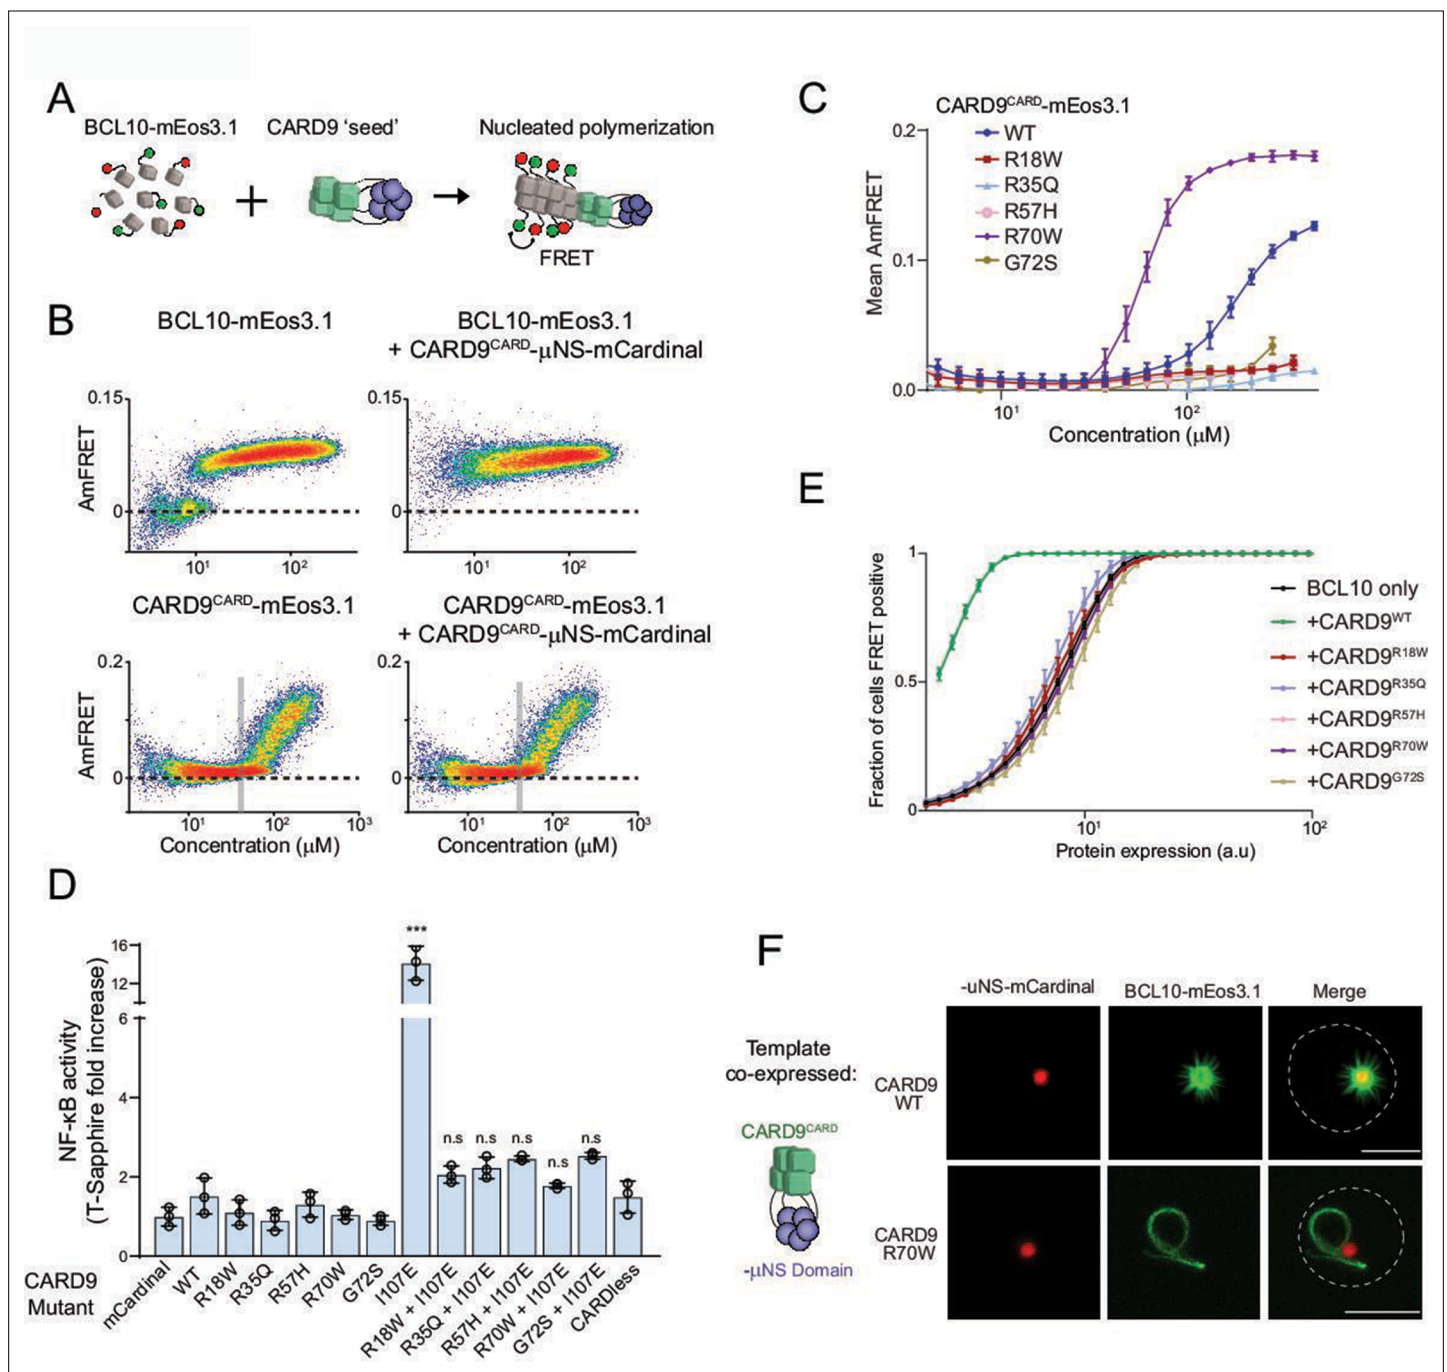 A
BCL10-mEos3.1
CARD9 'seed'
Nucleated polymerization
FRET
B
BCL10-mEos3.1
BCL10-mEos3.1
+ CARD9CARD-μNS-mCardinal
0.15
AmFRET
0
10¹
10²
0.15
0
10¹
10²
CARD9CARD-mEos3.1
CARD9CARD-mEos3.1
+ CARD9CARD-μNS-mCardinal
0.2
AmFRET
0
10¹
10²
10³
Concentration (μM)
0.2
0
10¹
10²
10³
Concentration (μM)
C
CARD9CARD-mEos3.1
WT
R18W
R35Q
R57H
R70W
G72S
0.2
0.1
0.0
Mean AmFRET
10¹
10²
Concentration (μM)
E
1
0.5
0
Fraction of cells FRET positive
10¹
10²
Protein expression (a.u)
BCL10 only
+CARD9WT
+CARD9R18W
+CARD9R35Q
+CARD9R57H
+CARD9R70W
+CARD9G72S
D
NF-κB activity
(T-Sapphire fold increase)
16
12
6
4
2
0
***
n.s
n.s
n.s
n.s
n.s
CARD9
Mutant
mCardinal
WT
R18W
R35Q
R57H
R70W
G72S
I107E
R18W + I107E
R35Q + I107E
R57H + I107E
R70W + I107E
G72S + I107E
CARDless
F
-uNS-mCardinal
BCL10-mEos3.1
Merge
Template
co-expressed:
CARD9CARD
-μNS Domain
CARD9
WT
CARD9
R70W